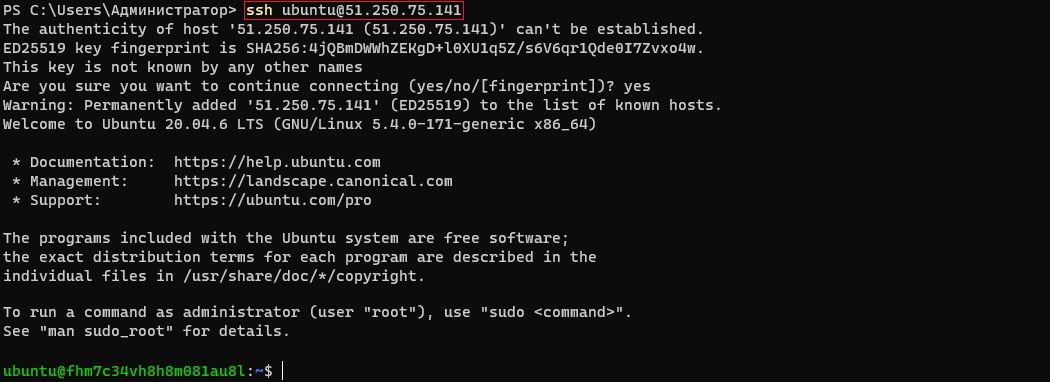 PS C:\Users\Администратор> ssh ubuntu@51.250.75.141
The authenticity of host '51.250.75.141 (51.250.75.141)' can't be established.
ED25519 key fingerprint is SHA256:4jQBmDWWhZEKgD+l0XU1q5Z/s6V6qr1Qde0I7Zvxo4w.
This key is not known by any other names
Are you sure you want to continue connecting (yes/no/[fingerprint])? yes
Warning: Permanently added '51.250.75.141' (ED25519) to the list of known hosts.
Welcome to Ubuntu 20.04.6 LTS (GNU/Linux 5.4.0-171-generic x86_64)
* Documentation: https://help.ubuntu.com
* Management: https://landscape.canonical.com
* Support: https://ubuntu.com/pro
The programs included with the Ubuntu system are free software;
the exact distribution terms for each program are described in the
individual files in /usr/share/doc/*/copyright.
To run a command as administrator (user "root"), use "sudo <command>".
See "man sudo_root" for details.
ubuntu@fhm7c34vh8h8m081au8l:~$